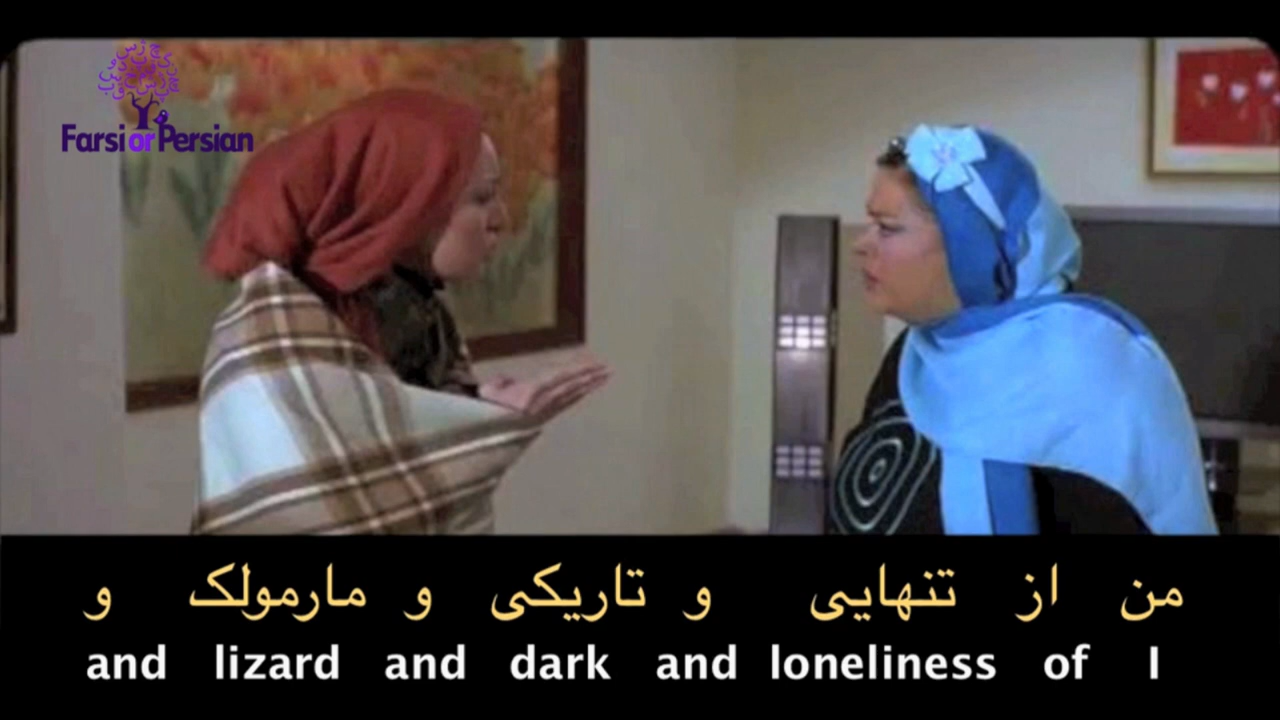 Farsi or Persian
من از تنهایی و تاریکی و مارمولک و
and lizard and dark and loneliness of I